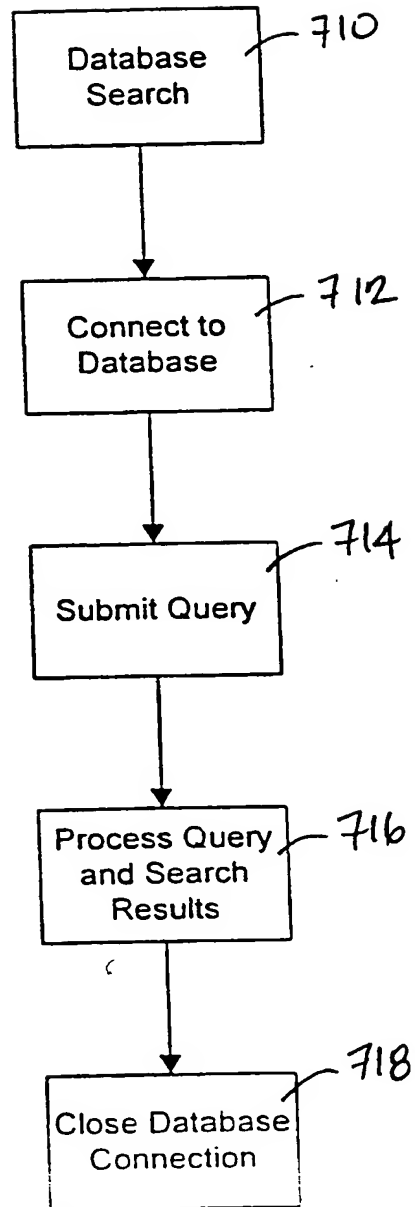 Database
Search
710
Connect to
Database
712
Submit Query
714
Process Query
and Search
Results
716
Close Database
Connection
718